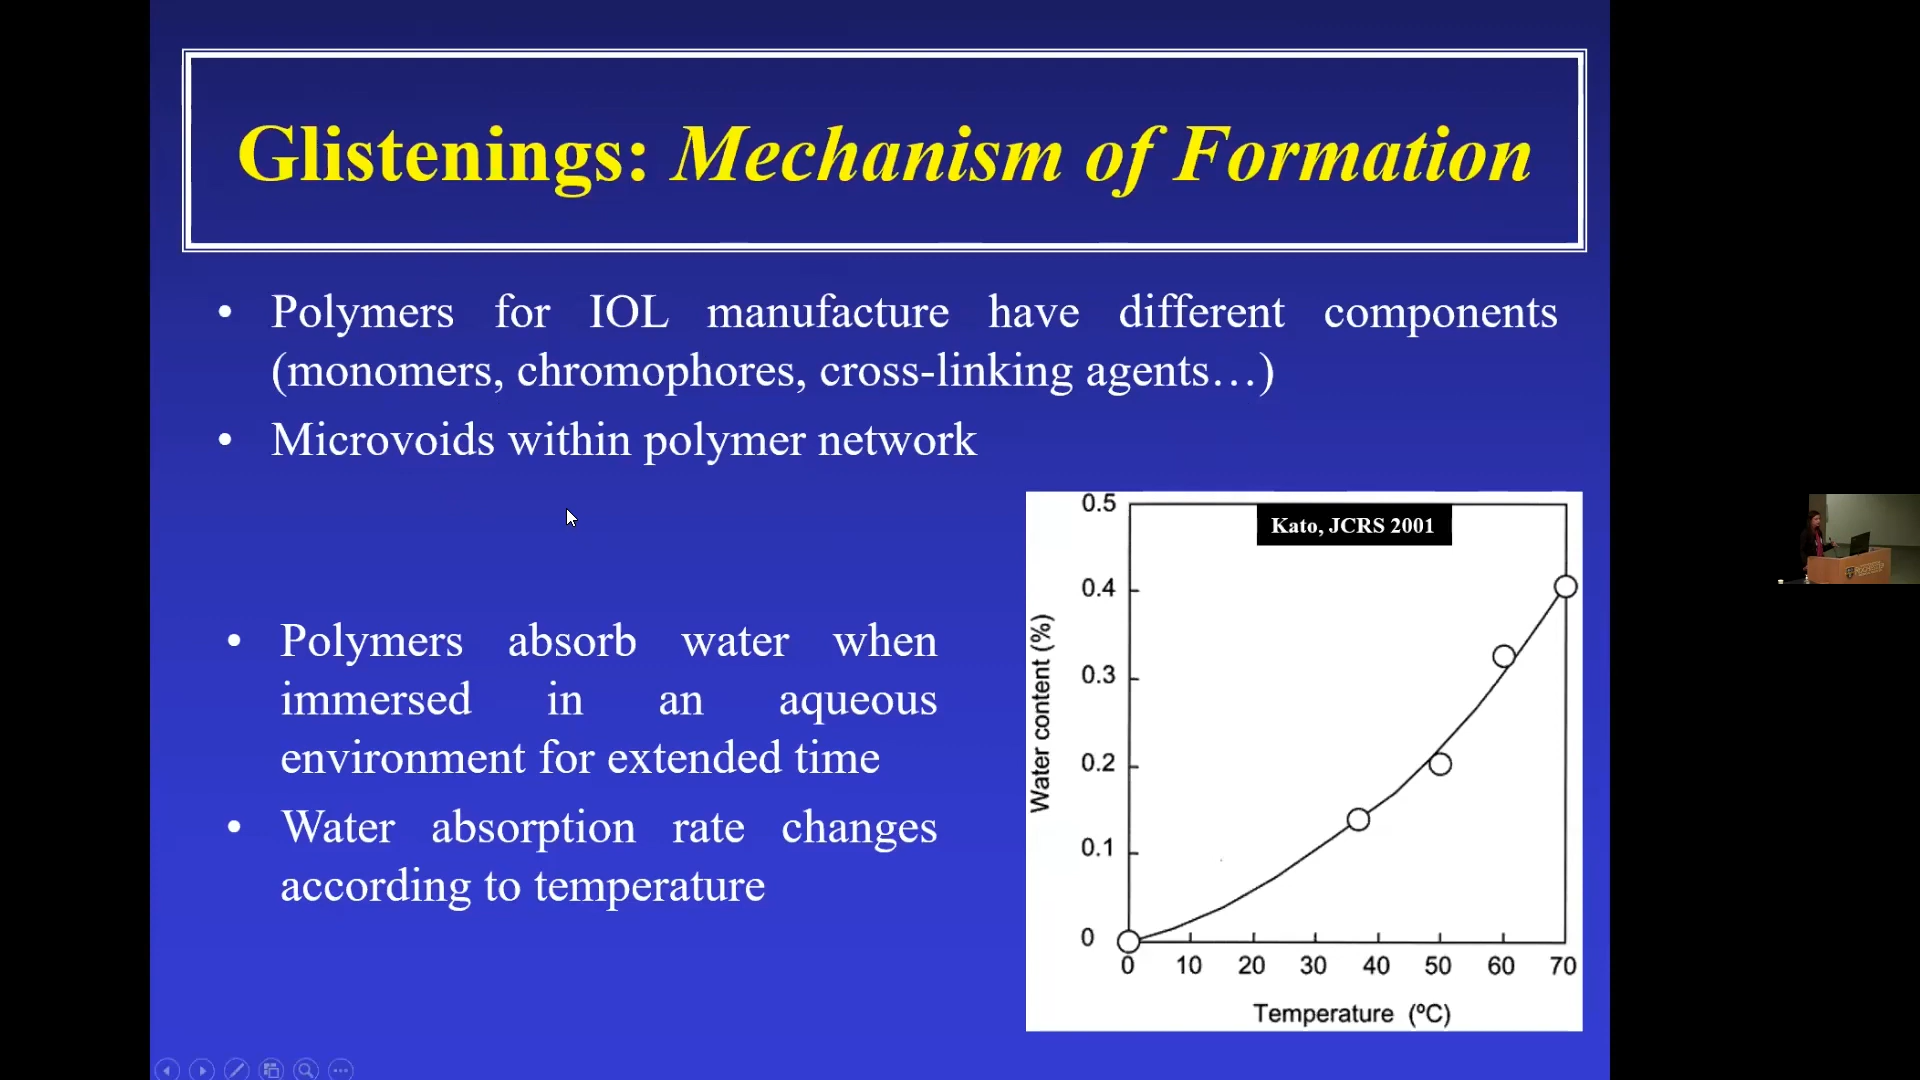 Glistenings: Mechanism of Formation
• Polymers for IOL manufacture have different components
(monomers, chromophores, cross-linking agents…)
• Microvoids within polymer network
• Polymers absorb water when
immersed in an aqueous
environment for extended time
• Water absorption rate changes
according to temperature
Kato, JCRS 2001
Water content (%)
0.5
0.4
0.3
0.2
0.1
0
0 10 20 30 40 50 60 70
Temperature (ºC)
ROCHESTER